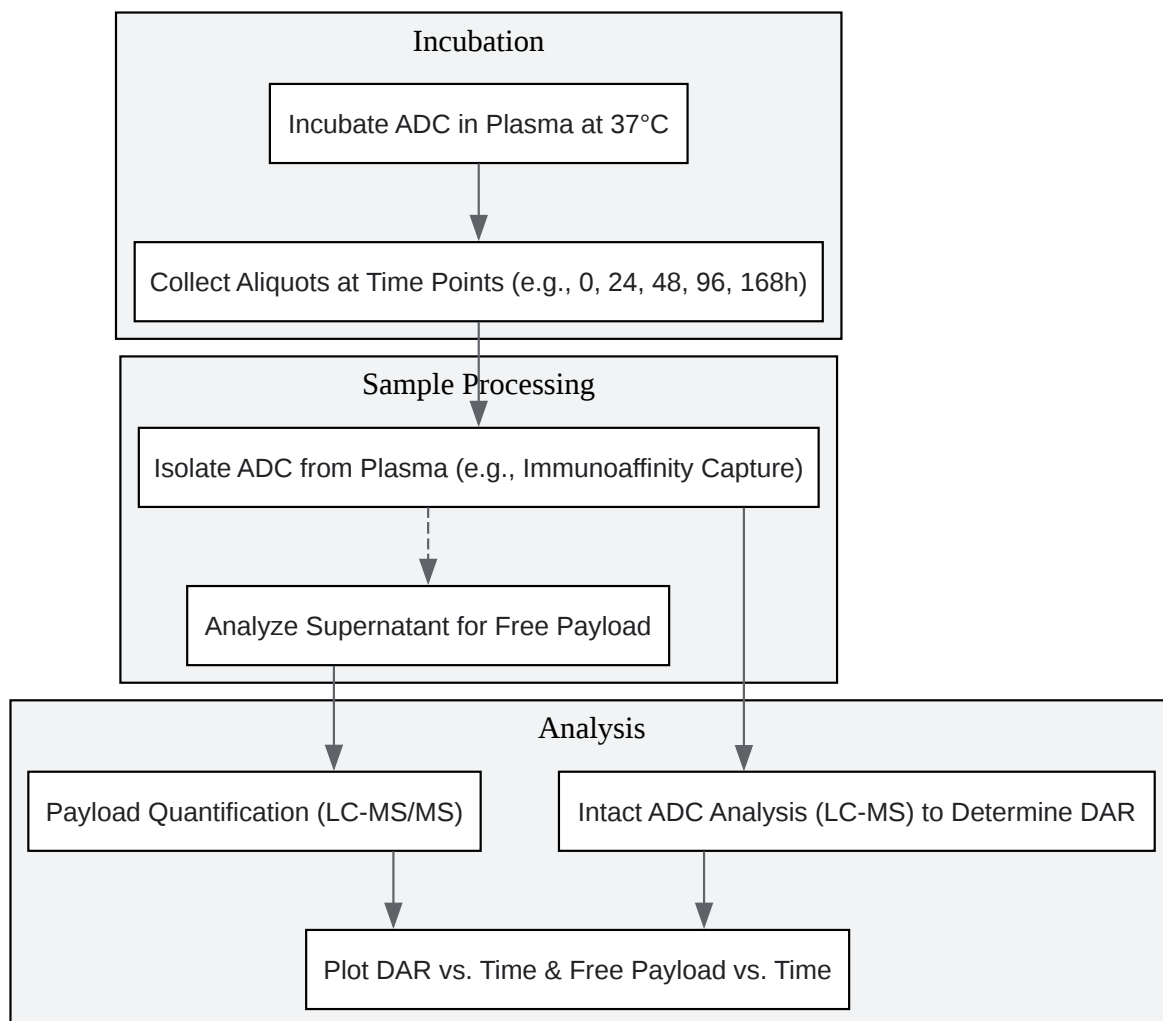 Incubation
Incubate ADC in Plasma at 37°C
Collect Aliquots at Time Points (e.g., 0, 24, 48, 96, 168h)
Sample Processing
Isolate ADC from Plasma (e.g., Immunoaffinity Capture)
Analyze Supernatant for Free Payload
Analysis
Payload Quantification (LC-MS/MS)
Intact ADC Analysis (LC-MS) to Determine DAR
Plot DAR vs. Time & Free Payload vs. Time